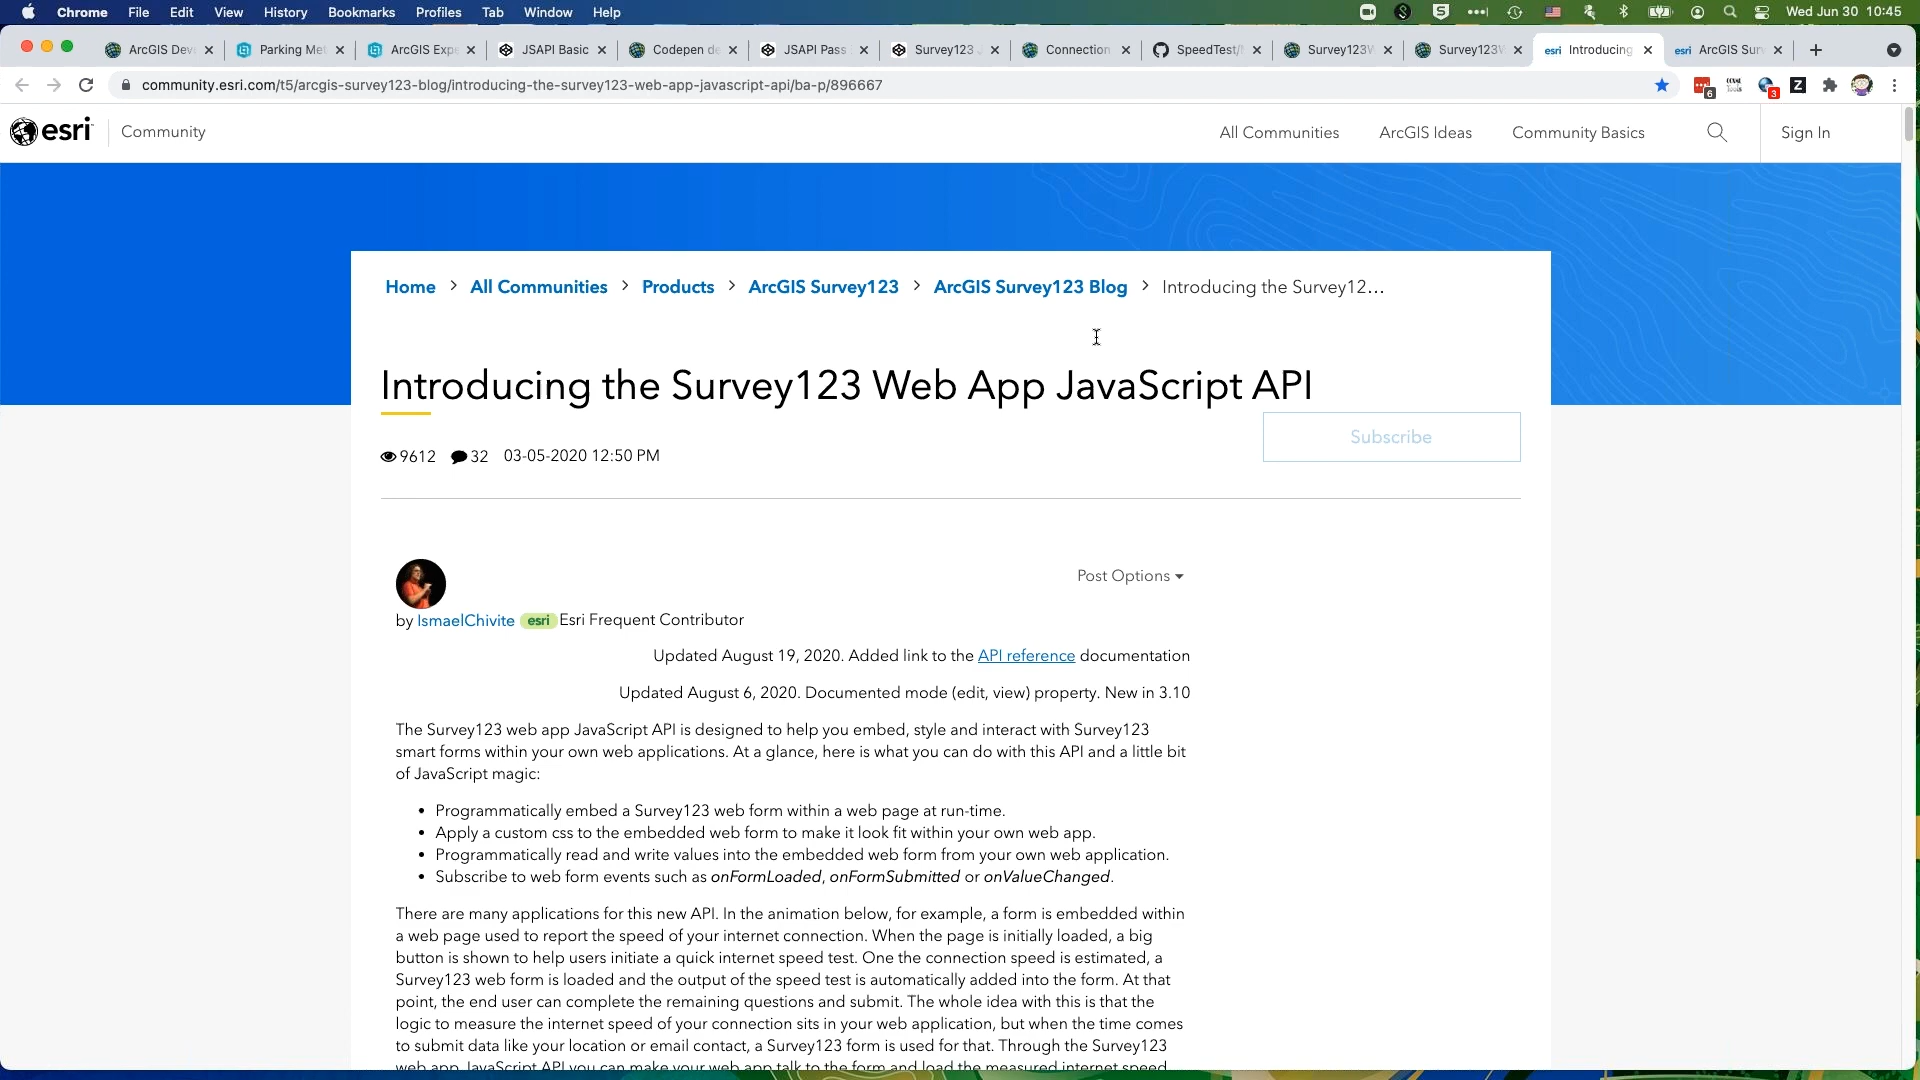 Chrome File Edit View History Bookmarks Profiles Tab Window Help Wed Jun 30 10:45
ArcGIS Dev Parking Me ArcGIS Expe JSAPI Basic Codepen de JSAPI Pass Survey123 J Connection SpeedTest/ Survey123W Survey123W esri Introducing esri ArcGIS Sur
community.esri.com/t5/arcgis-survey123-blog/introducing-the-survey123-web-app-javascript-api/ba-p/896667 6 3
esri Community All Communities ArcGIS Ideas Community Basics Sign In
Home > All Communities > Products > ArcGIS Survey123 > ArcGIS Survey123 Blog > Introducing the Survey12...
Introducing the Survey123 Web App JavaScript API
Subscribe
9612 32 03-05-2020 12:50 PM
Post Options
by IsmaelChivite esri Esri Frequent Contributor
Updated August 19, 2020. Added link to the API reference documentation
Updated August 6, 2020. Documented mode (edit, view) property. New in 3.10
The Survey123 web app JavaScript API is designed to help you embed, style and interact with Survey123
smart forms within your own web applications. At a glance, here is what you can do with this API and a little bit
of JavaScript magic:
• Programmatically embed a Survey123 web form within a web page at run-time.
• Apply a custom css to the embedded web form to make it look fit within your own web app.
• Programmatically read and write values into the embedded web form from your own web application.
• Subscribe to web form events such as onFormLoaded, onFormSubmitted or onValueChanged.
There are many applications for this new API. In the animation below, for example, a form is embedded within
a web page used to report the speed of your internet connection. When the page is initially loaded, a big
button is shown to help users initiate a quick internet speed test. One the connection speed is estimated, a
Survey123 web form is loaded and the output of the speed test is automatically added into the form. At that
point, the end user can complete the remaining questions and submit. The whole idea with this is that the
logic to measure the internet speed of your connection sits in your web application, but when the time comes
to submit data like your location or email contact, a Survey123 form is used for that. Through the Survey123
web app JavaScript API you can make your web app talk to the form and load the measured internet speed